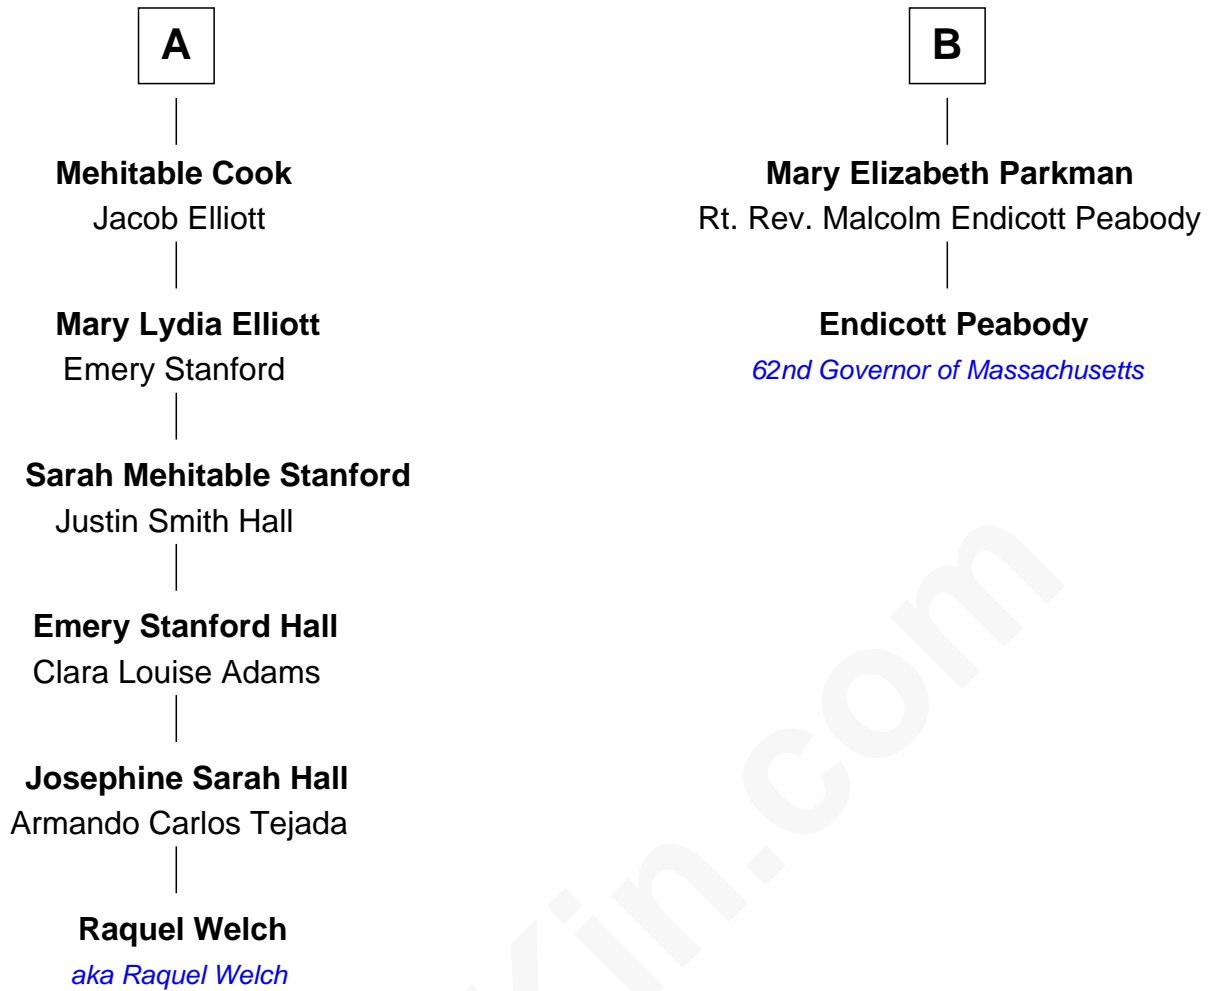 A
Mehitable Cook
Jacob Elliott
Mary Lydia Elliott
Emery Stanford
Sarah Mehitable Stanford
Justin Smith Hall
Emery Stanford Hall
Clara Louise Adams
Josephine Sarah Hall
Armando Carlos Tejada
Raquel Welch
aka Raquel Welch
B
Mary Elizabeth Parkman
Rt. Rev. Malcolm Endicott Peabody
Endicott Peabody
62nd Governor of Massachusetts
Kin.com